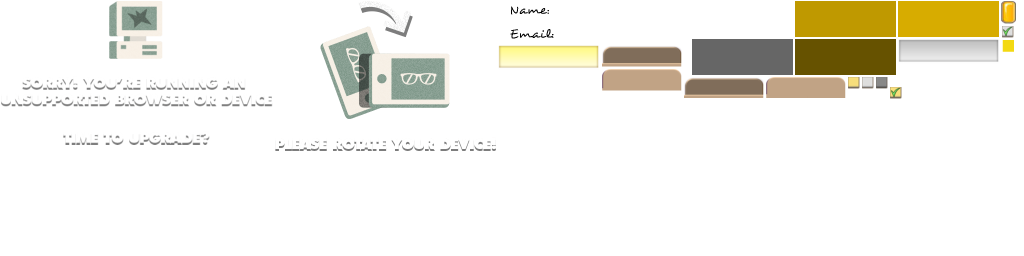 Name:
Email:
SORRY: YOU'RE RUNNING AN
UNSUPPORTED BROWSER OR DEVICE
TIME TO UPGRADE?
PLEASE ROTATE YOUR DEVICE!